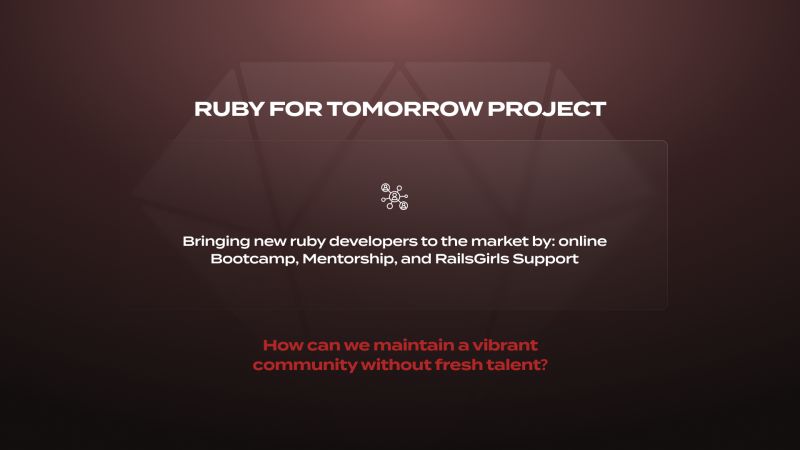 RUBY FOR TOMORROW PROJECT
Bringing new ruby developers to the market by: online
Bootcamp, Mentorship, and RailsGirls Support
How can we maintain a vibrant
community without fresh talent?